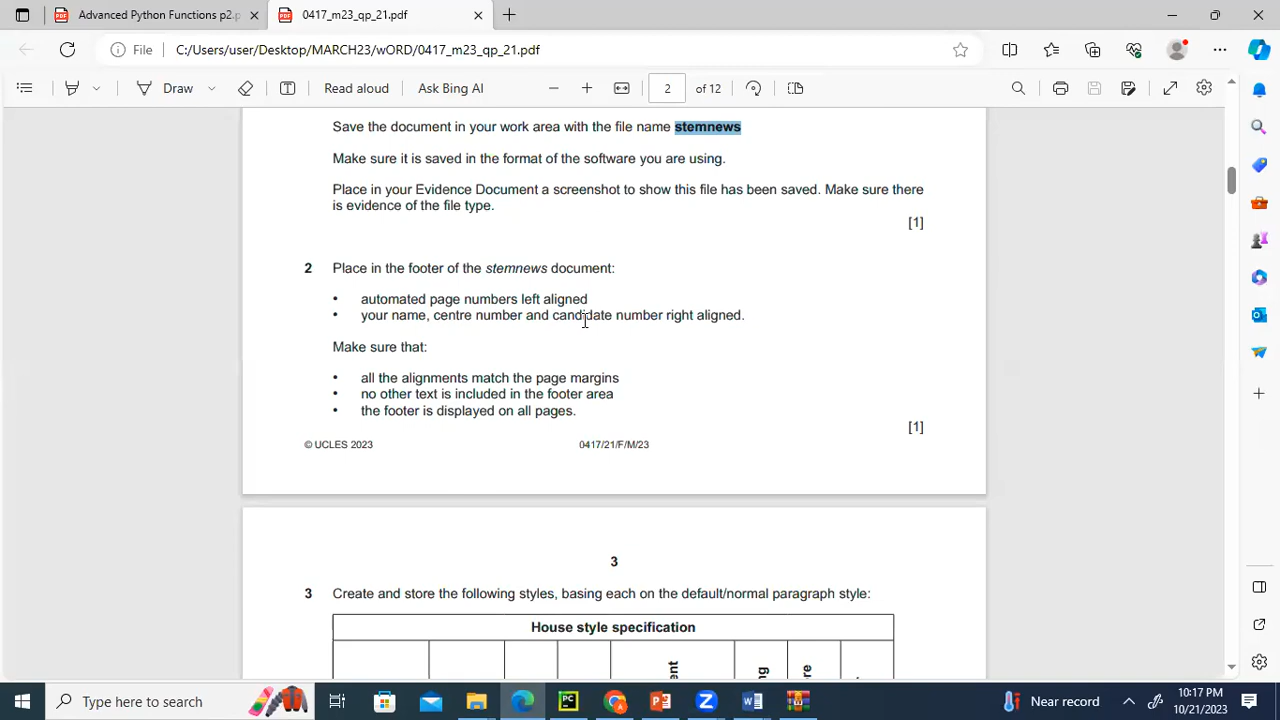 Advanced Python Functions p2.p
0417_m23_qp_21.pdf
File
C:/Users/user/Desktop/MARCH23/wORD/0417_m23_qp_21.pdf
Draw
Read aloud
Ask Bing AI
2
of 12
Save the document in your work area with the file name stemnews
Make sure it is saved in the format of the software you are using.
Place in your Evidence Document a screenshot to show this file has been saved. Make sure there
is evidence of the file type.
[1]
2 Place in the footer of the stemnews document:
• automated page numbers left aligned
• your name, centre number and candidate number right aligned.
Make sure that:
• all the alignments match the page margins
• no other text is included in the footer area
• the footer is displayed on all pages.
[1]
© UCLES 2023
0417/21/F/M/23
3
3 Create and store the following styles, basing each on the default/normal paragraph style:
House style specification
Type here to search
Near record
10:17 PM
10/21/2023